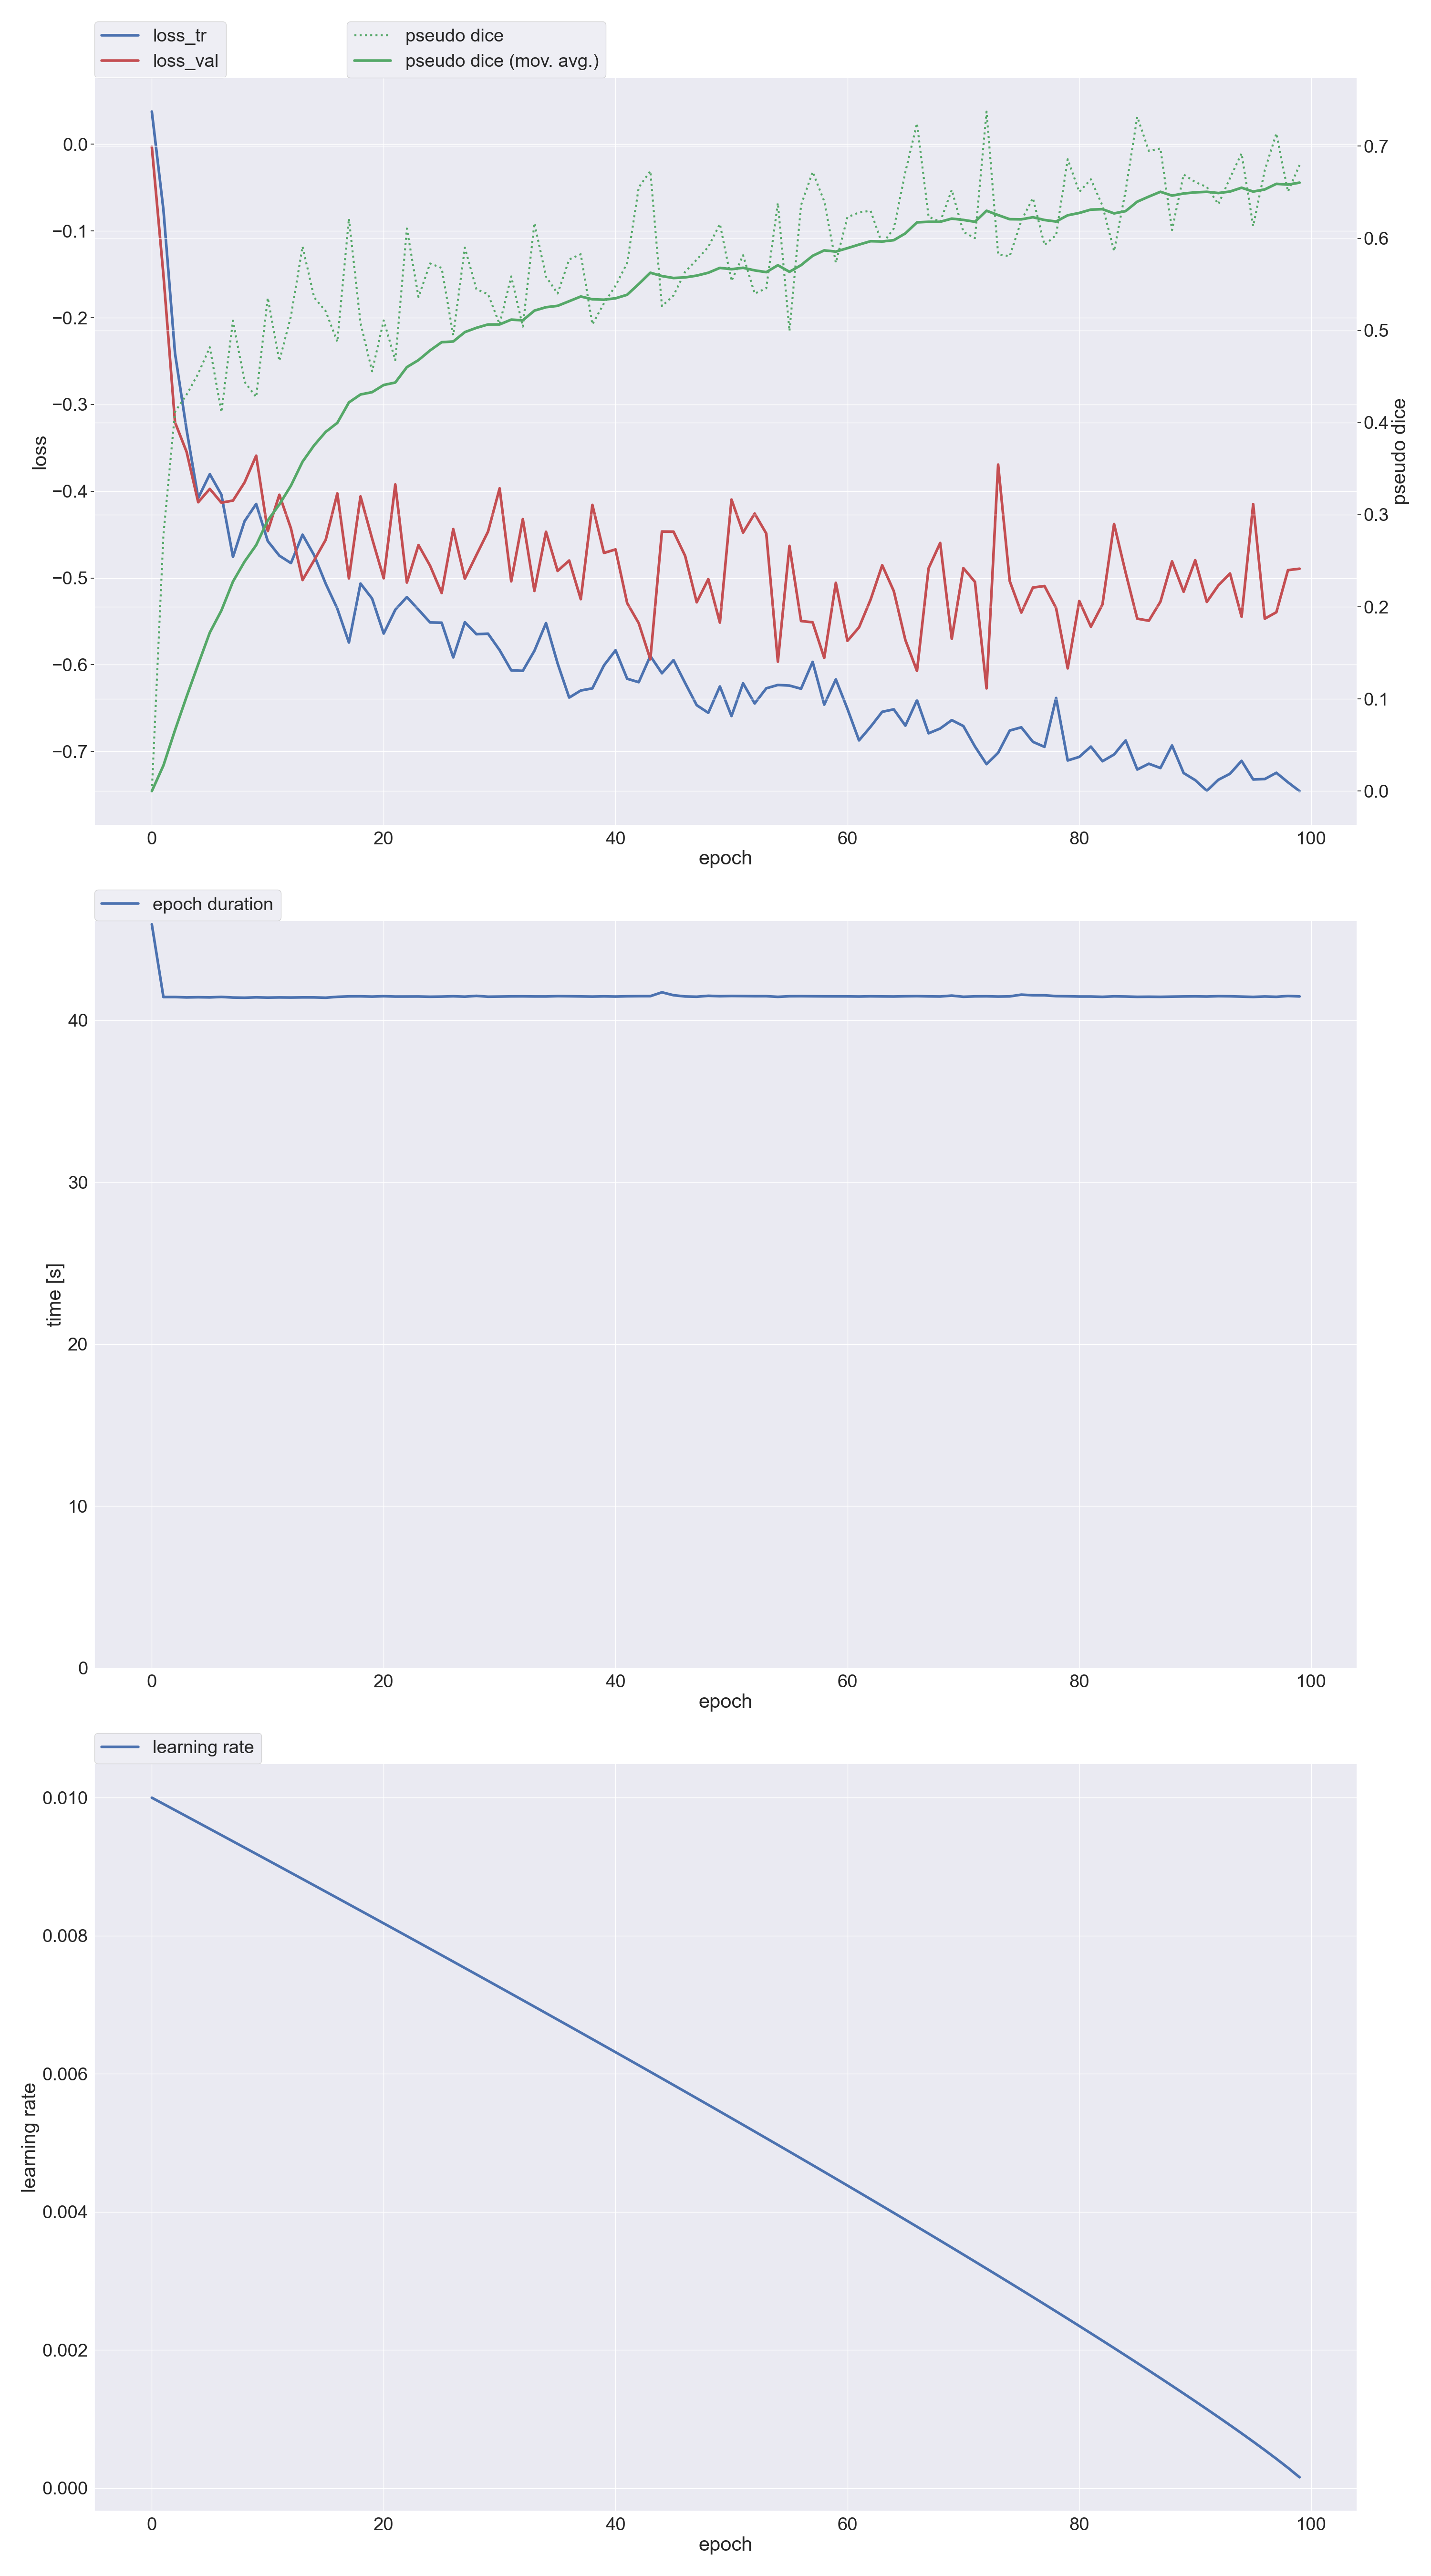 loss_tr
loss_val
pseudo dice
pseudo dice (mov. avg.)
0.0
−0.1
−0.2
−0.3
−0.4
−0.5
−0.6
−0.7
loss
0.7
0.6
0.5
0.4
0.3
0.2
0.1
0.0
pseudo dice
0 20 40 60 80 100
epoch
epoch duration
40
30
20
10
0
time [s]
0 20 40 60 80 100
epoch
learning rate
0.010
0.008
0.006
0.004
0.002
0.000
learning rate
0 20 40 60 80 100
epoch